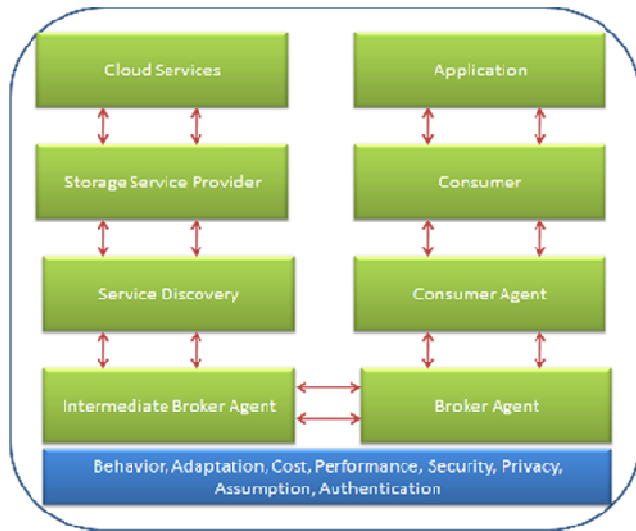 Cloud Services
Application
Storage Service Provider
Consumer
Service Discovery
Consumer Agent
Intermediate Broker Agent
Broker Agent
Behavior, Adaptation, Cost, Performance, Security, Privacy,
Assumption, Authentication